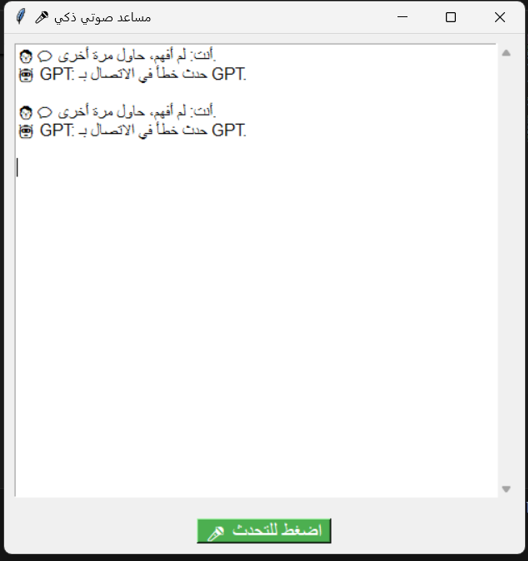 مساعد صوتي ذكي 🎤
🧑 💬 أنت: لم أفهم، حاول مرة أخرى.
🤖 GPT: حدث خطأ في الاتصال بـ GPT.
🧑 💬 أنت: لم أفهم، حاول مرة أخرى.
🤖 GPT: حدث خطأ في الاتصال بـ GPT.
اضغط للتحدث 🎤